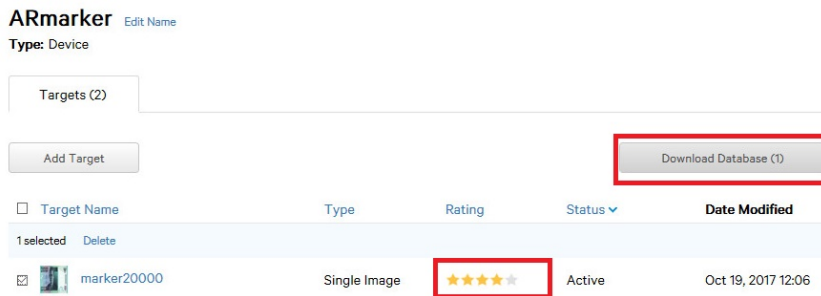 ARmarker Edit Name
Type: Device
Targets (2)
Add Target Download Database (1)
Target Name Type Rating Status Date Modified
1 selected Delete
marker20000 Single Image Active Oct 19, 2017 12:06